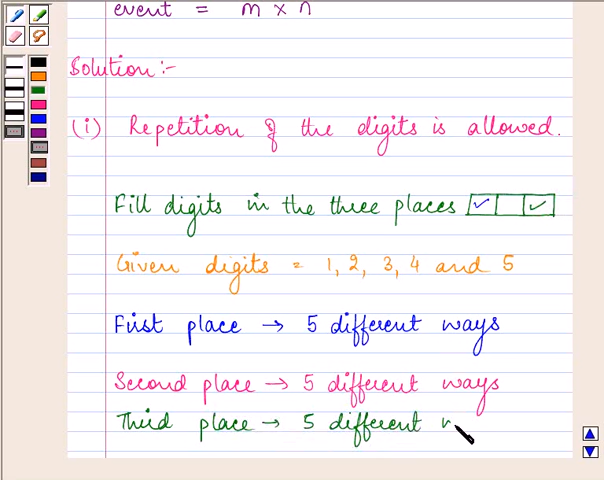 event = m × n
Solution:-
(i) Repetition of the digits is allowed.
Fill digits in the three places ✓ ✓
Given digits = 1, 2, 3, 4 and 5
First place → 5 different ways
Second place → 5 different ways
Third place → 5 different